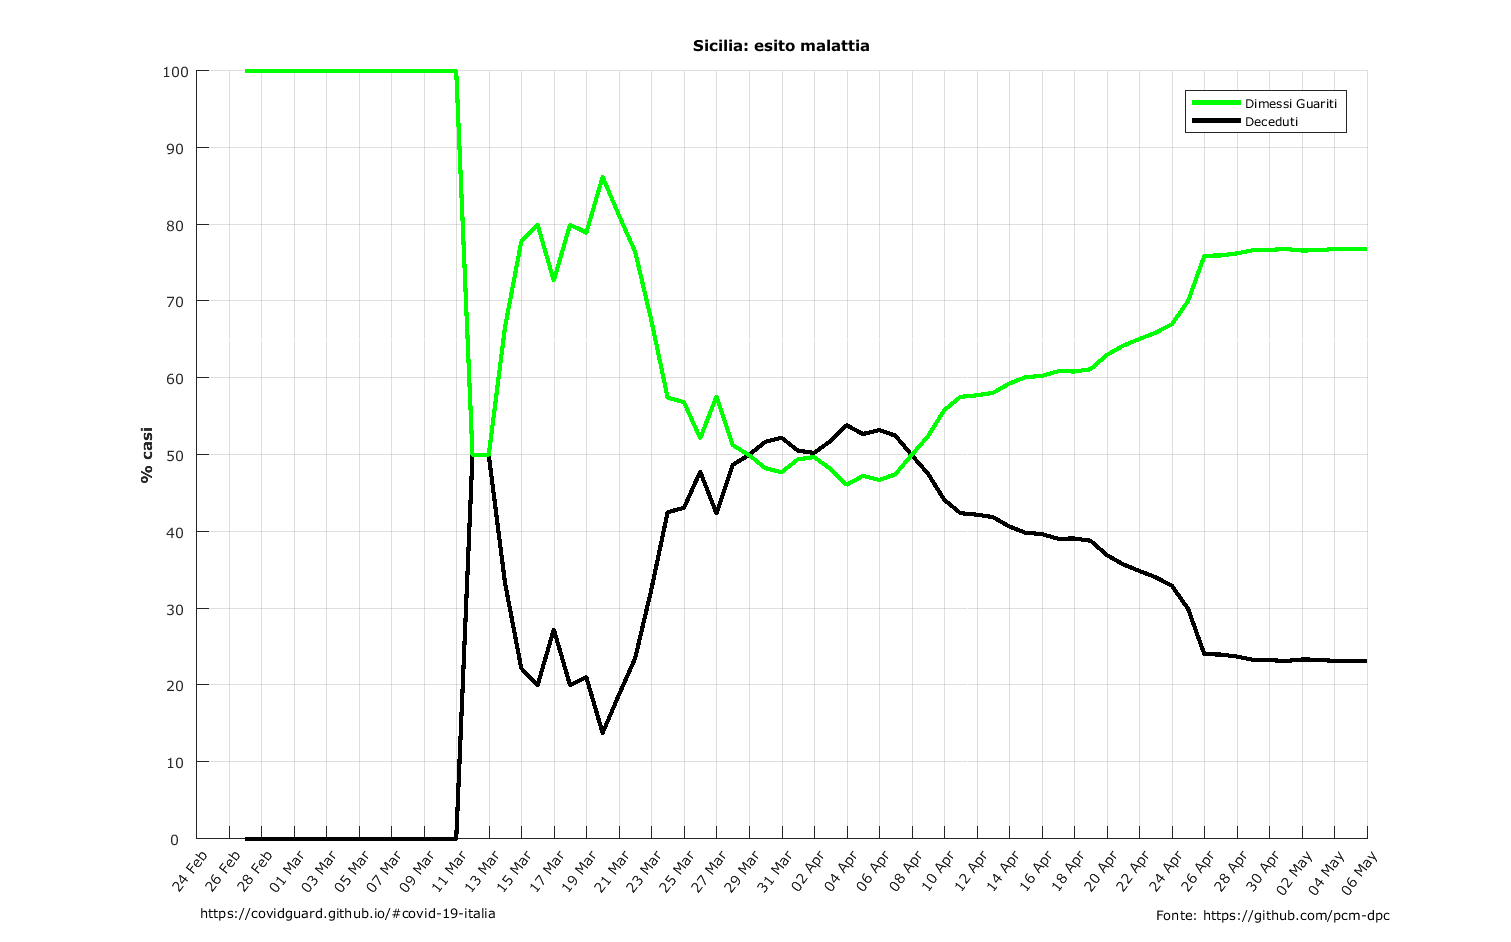 Sicilia: esito malattia
Dimessi Guariti
Deceduti
% casi
100
90
80
70
60
50
40
30
20
10
0
24 Feb
26 Feb
28 Feb
01 Mar
03 Mar
05 Mar
07 Mar
09 Mar
11 Mar
13 Mar
15 Mar
17 Mar
19 Mar
21 Mar
23 Mar
25 Mar
27 Mar
29 Mar
31 Mar
02 Apr
04 Apr
06 Apr
08 Apr
10 Apr
12 Apr
14 Apr
16 Apr
18 Apr
20 Apr
22 Apr
24 Apr
26 Apr
28 Apr
30 Apr
02 May
04 May
06 May
https://covidguard.github.io/#covid-19-italia
Fonte: https://github.com/pcm-dpc